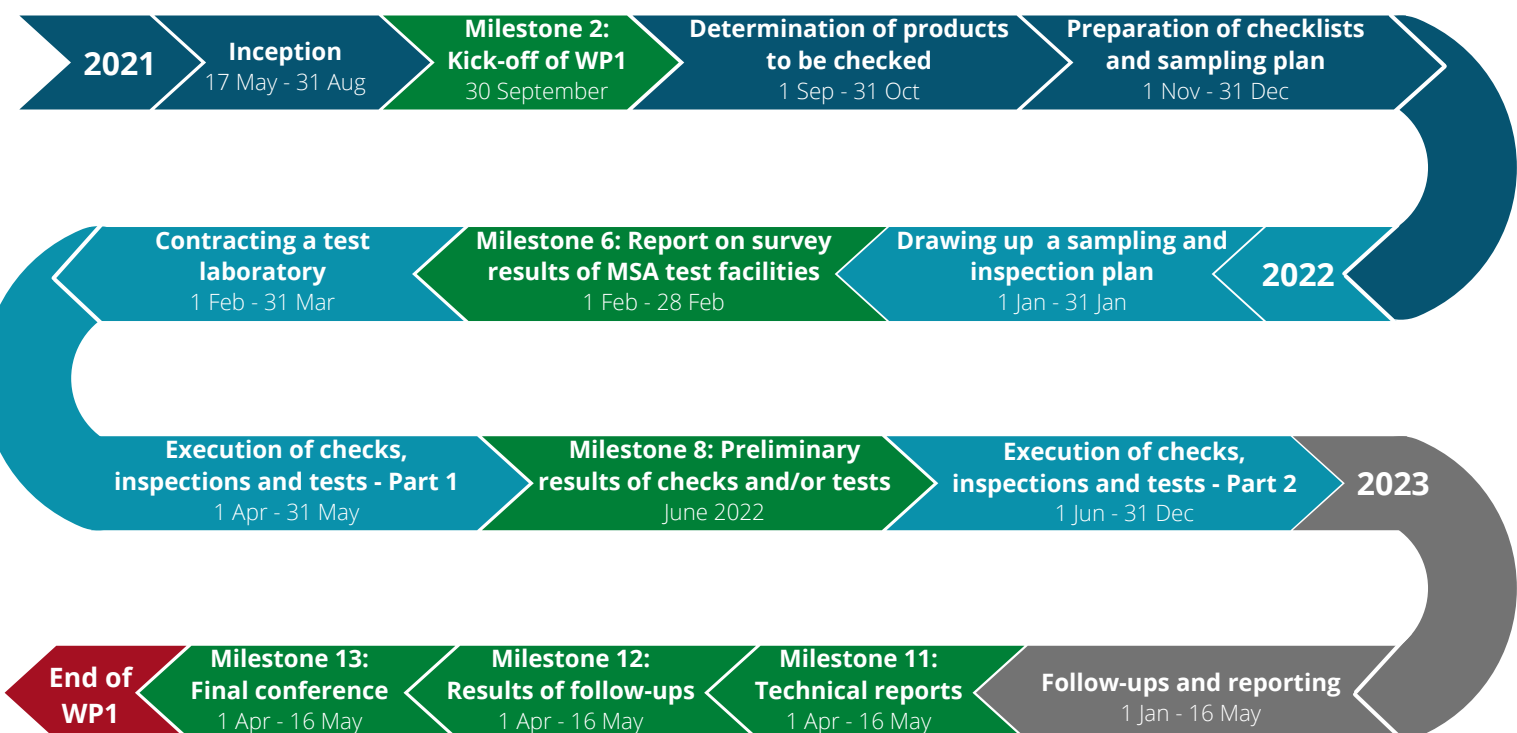 2021
Inception
17 May - 31 Aug
Milestone 2:
Kick-off of WP1
30 September
Determination of products
to be checked
1 Sep - 31 Oct
Preparation of checklists
and sampling plan
1 Nov - 31 Dec
2022
Drawing up a sampling and
inspection plan
1 Jan - 31 Jan
Milestone 6: Report on survey
results of MSA test facilities
1 Feb - 28 Feb
Contracting a test
laboratory
1 Feb - 31 Mar
Execution of checks,
inspections and tests - Part 1
1 Apr - 31 May
Milestone 8: Preliminary
results of checks and/or tests
June 2022
Execution of checks,
inspections and tests - Part 2
1 Jun - 31 Dec
2023
Follow-ups and reporting
1 Jan - 16 May
Milestone 11:
Technical reports
1 Apr - 16 May
Milestone 12:
Results of follow-ups
1 Apr - 16 May
Milestone 13:
Final conference
1 Apr - 16 May
End of
WP1